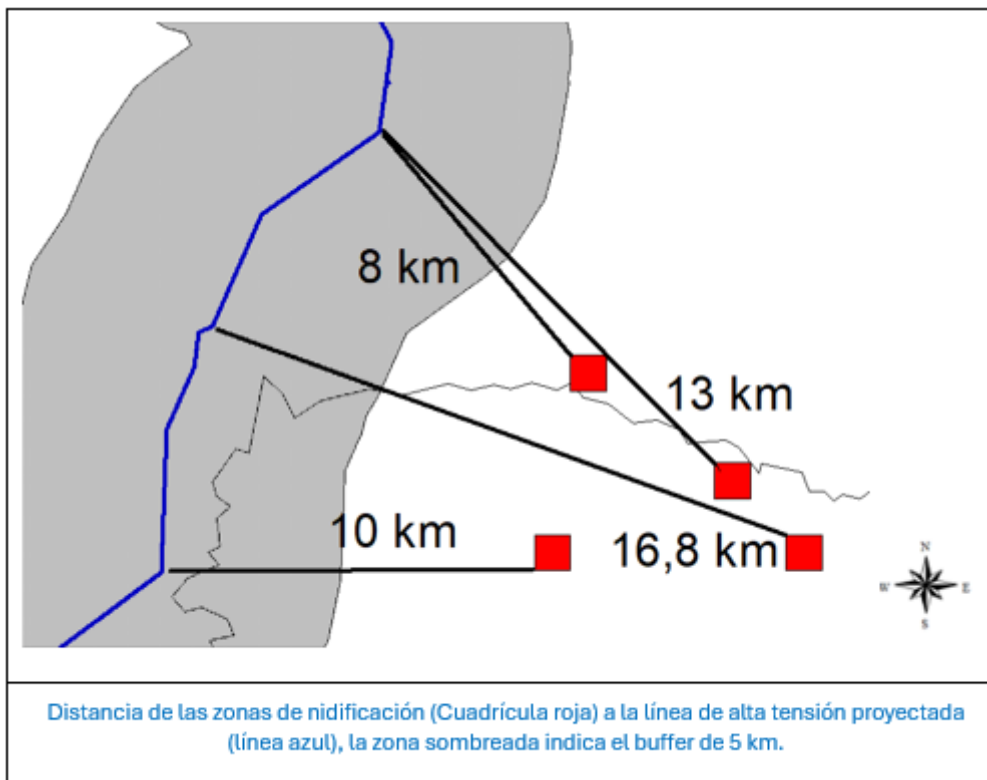 8 km
13 km
10 km
16,8 km
N
W
E
S
Distancia de las zonas de nidificación (Cuadrícula roja) a la línea de alta tensión proyectada
(línea azul), la zona sombreada indica el buffer de 5 km.